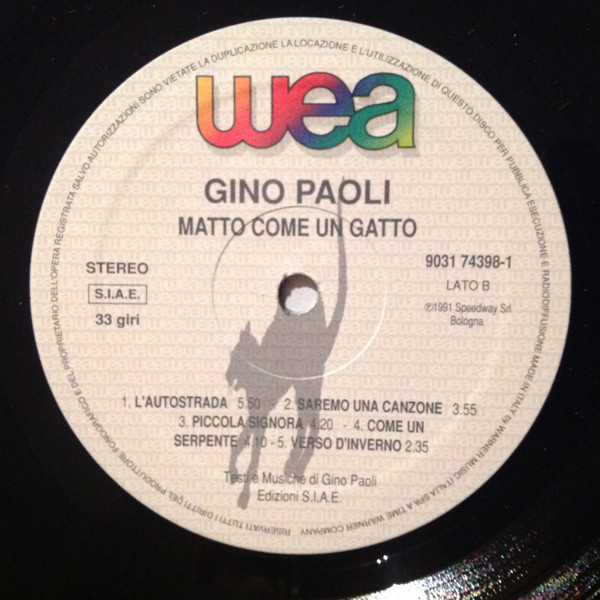 wea
GINO PAOLI
MATTO COME UN GATTO
STEREO
S.I.A.E.
33 giri
9031 74398-1
LATO B
℗1991 Speedway Srl
Bologna
1. L'AUTOSTRADA 5.50 - 2. SAREMO UNA CANZONE 3.55
3. PICCOLA SIGNORA 4.20 - 4. COME UN
SERPENTE 4.10 - 5. VERSO D'INVERNO 2.35
Testi e Musiche di Gino Paoli
Edizioni S.I.A.E.
RISERVATI TUTTI I DIRITTI DEL PRODUTTORE FONOGRAFICO E DEL PROPRIETARIO DELL'OPERA REGISTRATA SALVO AUTORIZZAZIONI SONO VIETATE LA DUPLICAZIONE LA LOCAZIONE E L'UTILIZZAZIONE DI QUESTO DISCO PER PUBBLICA ESECUZIONE E RADIODIFFUSIONE MADE IN ITALY BY WARNER MUSIC ITALIA SPA A TIME WARNER COMPANY